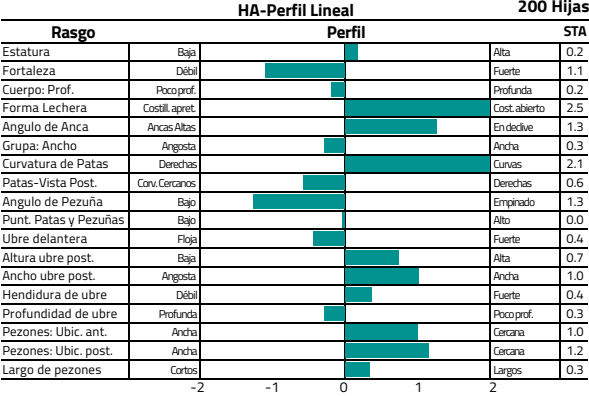 HA-Perfil Lineal 200 Hijas
Rasgo Perfil STA
Estatura Baja Alta 0.2
Fortaleza Débil Fuerte 1.1
Cuerpo: Prof. Poco prof. Profunda 0.2
Forma Lechera Costill. apret. Cost. abierto 2.5
Angulo de Anca Ancas Altas En declive 1.3
Grupa: Ancho Angosta Ancha 0.3
Curvatura de Patas Derechas Curvas 2.1
Patas-Vista Post. Corv. Cercanos Derechas 0.6
Angulo de Pezuña Bajo Empinado 1.3
Punt. Patas y Pezuñas Bajo Alto 0.0
Ubre delantera Floja Fuerte 0.4
Altura ubre post. Baja Alta 0.7
Ancho ubre post. Angosta Ancha 1.0
Hendidura de ubre Débil Fuerte 0.4
Profundidad de ubre Profunda Poco prof. 0.3
Pezones: Ubic. ant. Ancha Cercana 1.0
Pezones: Ubic. post. Ancha Cercana 1.2
Largo de pezones Cortos Largos 0.3
-2 -1 0 1 2